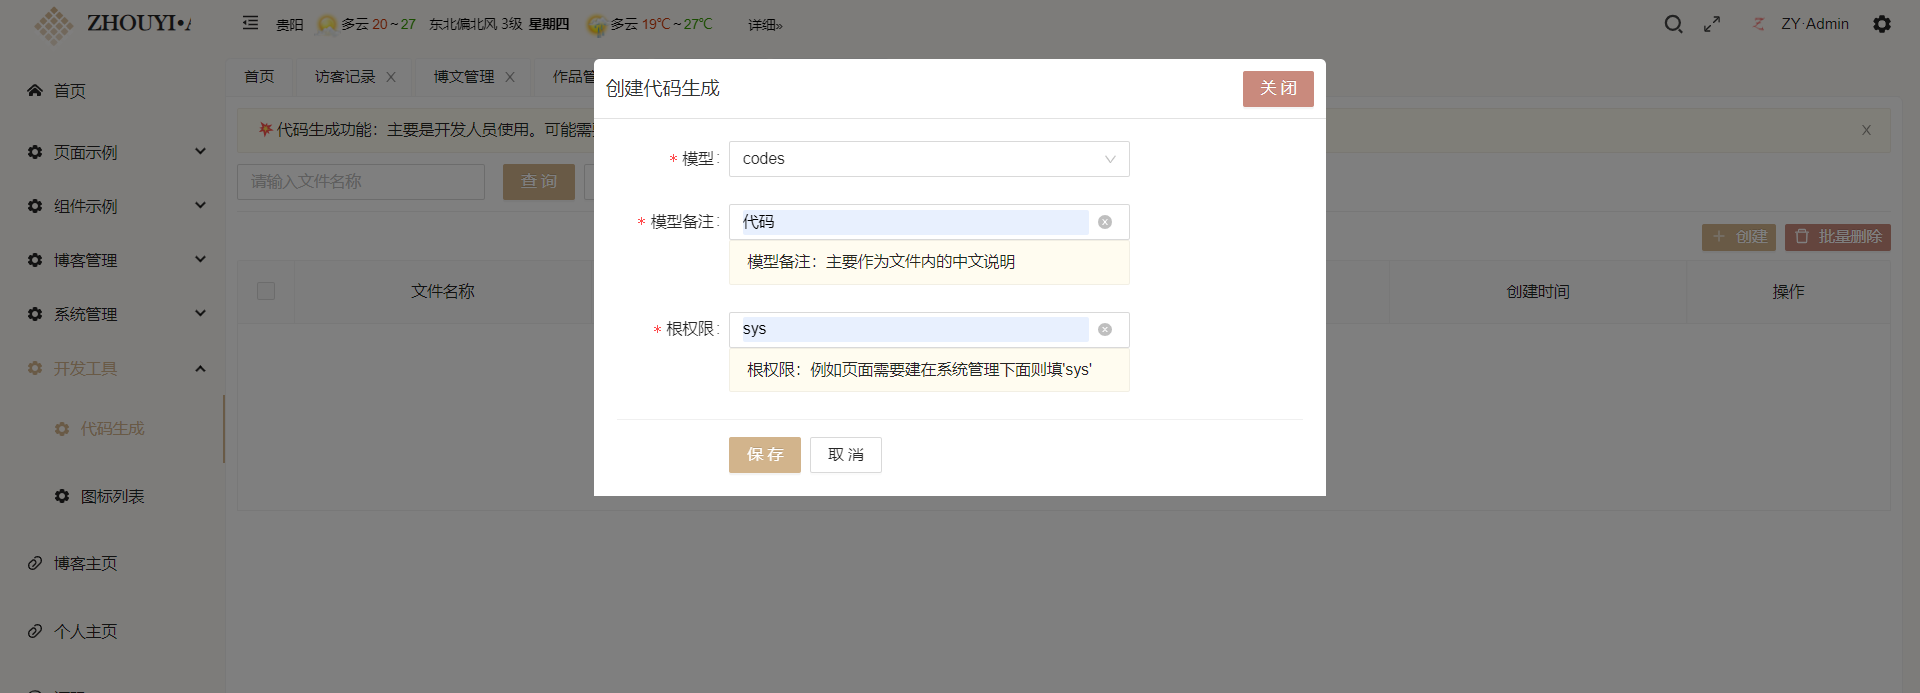 ZHOUYI•
贵阳 多云 20~27 东北偏北风 3级 星期四 多云 19℃~27℃ 详细»
ZY·Admin
首页
页面示例
组件示例
博客管理
系统管理
开发工具
代码生成
图标列表
博客主页
个人主页
首页 访客记录 博文管理 作品管
代码生成功能：主要是开发人员使用。可能需
请输入文件名称 查询
创建 批量删除
文件名称 创建时间 操作
创建代码生成 关闭
* 模型: codes
* 模型备注: 代码
模型备注：主要作为文件内的中文说明
* 根权限: sys
根权限：例如页面需要建在系统管理下面则填'sys'
保存 取消